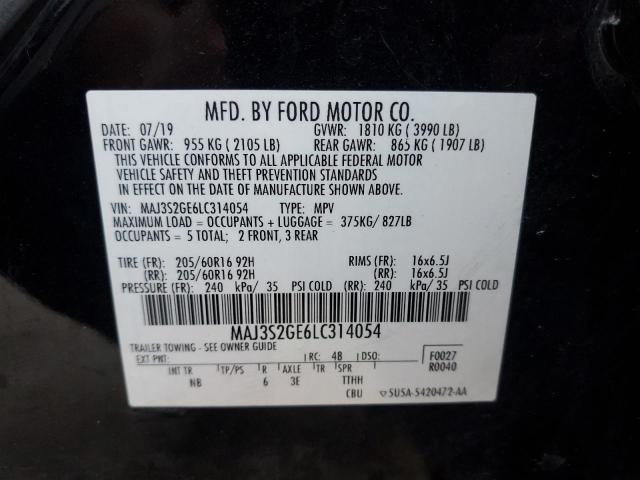 MFD. BY FORD MOTOR CO.
DATE: 07/19 GVWR: 1810 KG ( 3990 LB)
FRONT GAWR: 955 KG ( 2105 LB) REAR GAWR: 865 KG ( 1907 LB)
THIS VEHICLE CONFORMS TO ALL APPLICABLE FEDERAL MOTOR
VEHICLE SAFETY AND THEFT PREVENTION STANDARDS
IN EFFECT ON THE DATE OF MANUFACTURE SHOWN ABOVE.
VIN: MAJ3S2GE6LC314054 TYPE: MPV
MAXIMUM LOAD = OCCUPANTS + LUGGAGE = 375KG/ 827LB
OCCUPANTS = 5 TOTAL; 2 FRONT, 3 REAR
TIRE (FR): 205/60R16 92H RIMS (FR): 16x6.5J
(RR): 205/60R16 92H (RR): 16x6.5J
PRESSURE (FR): 240 kPa/ 35 PSI COLD (RR): 240 kPa/ 35 PSI COLD
MAJ3S2GE6LC314054
TRAILER TOWING - SEE OWNER GUIDE
EXT PNT: RC: 4B DSO: F0027
R0040
INT TR TP/PS R AXLE TR SPR
NB 6 3E TTHH
CBU ▽SU5A-5420472-AA